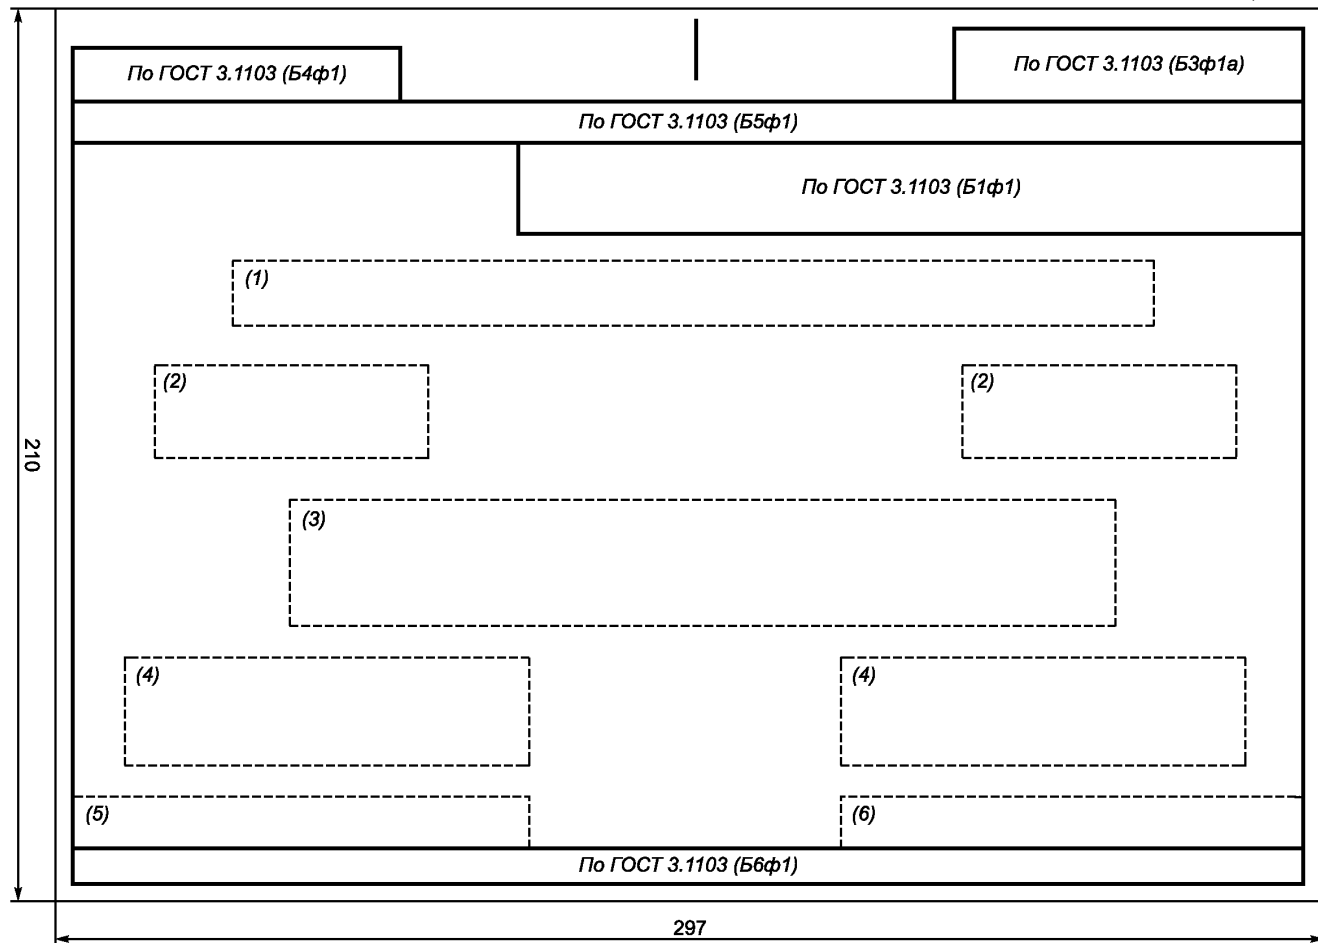 По ГОСТ 3.1103 (Б4ф1)
По ГОСТ 3.1103 (Б3ф1а)
По ГОСТ 3.1103 (Б5ф1)
По ГОСТ 3.1103 (Б1ф1)
(1)
(2)
(2)
210
(3)
(4)
(4)
(5)
(6)
По ГОСТ 3.1103 (Б6ф1)
297